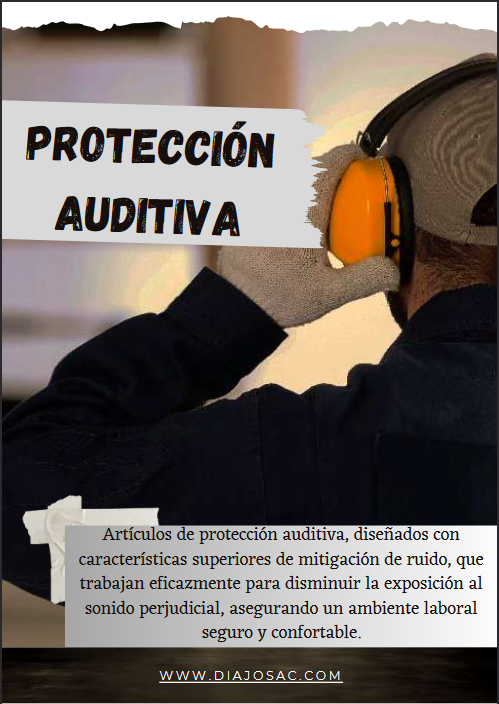 PROTECCIÓN
AUDITIVA
Artículos de protección auditiva, diseñados con
características superiores de mitigación de ruido, que
trabajan eficazmente para disminuir la exposición al
sonido perjudicial, asegurando un ambiente laboral
seguro y confortable.
WWW.DIAJOSAC.COM